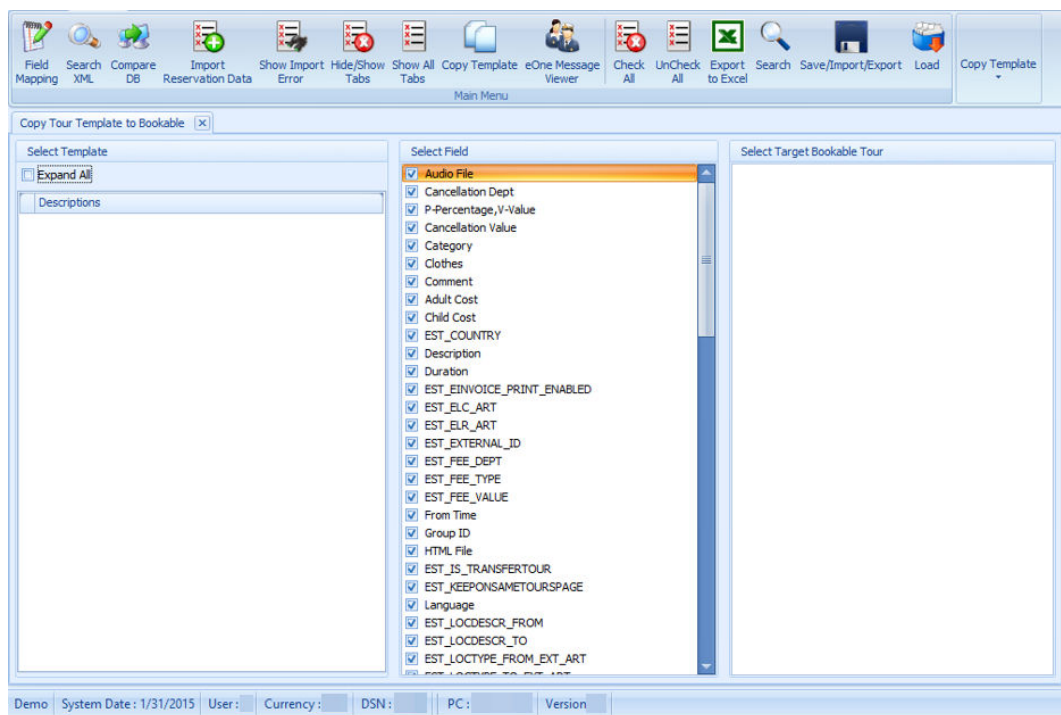 Field Mapping
Search XML
Compare DB
Import Reservation Data
Show Import Error
Hide/Show Tabs
Show All Tabs
Copy Template
eOne Message Viewer
Check All
UnCheck All
Export to Excel
Search
Save/Import/Export
Load
Copy Template
Main Menu
Copy Tour Template to Bookable
Select Template
Expand All
Descriptions
Select Field
Audio File
Cancellation Dept
P-Percentage,V-Value
Cancellation Value
Category
Clothes
Comment
Adult Cost
Child Cost
EST_COUNTRY
Description
Duration
EST_EINVOICE_PRINT_ENABLED
EST_ELC_ART
EST_ELR_ART
EST_EXTERNAL_ID
EST_FEE_DEPT
EST_FEE_TYPE
EST_FEE_VALUE
From Time
Group ID
HTML File
EST_IS_TRANSFERTOUR
EST_KEEPONSAMETOURSPAGE
Language
EST_LOCDESCR_FROM
EST_LOCDESCR_TO
EST_LOCTYPE_FROM_EXT_ART
EST_LOCTYPE_TO_EXT_ART
Select Target Bookable Tour
Demo System Date : 1/31/2015 User : Currency : DSN : PC : Version